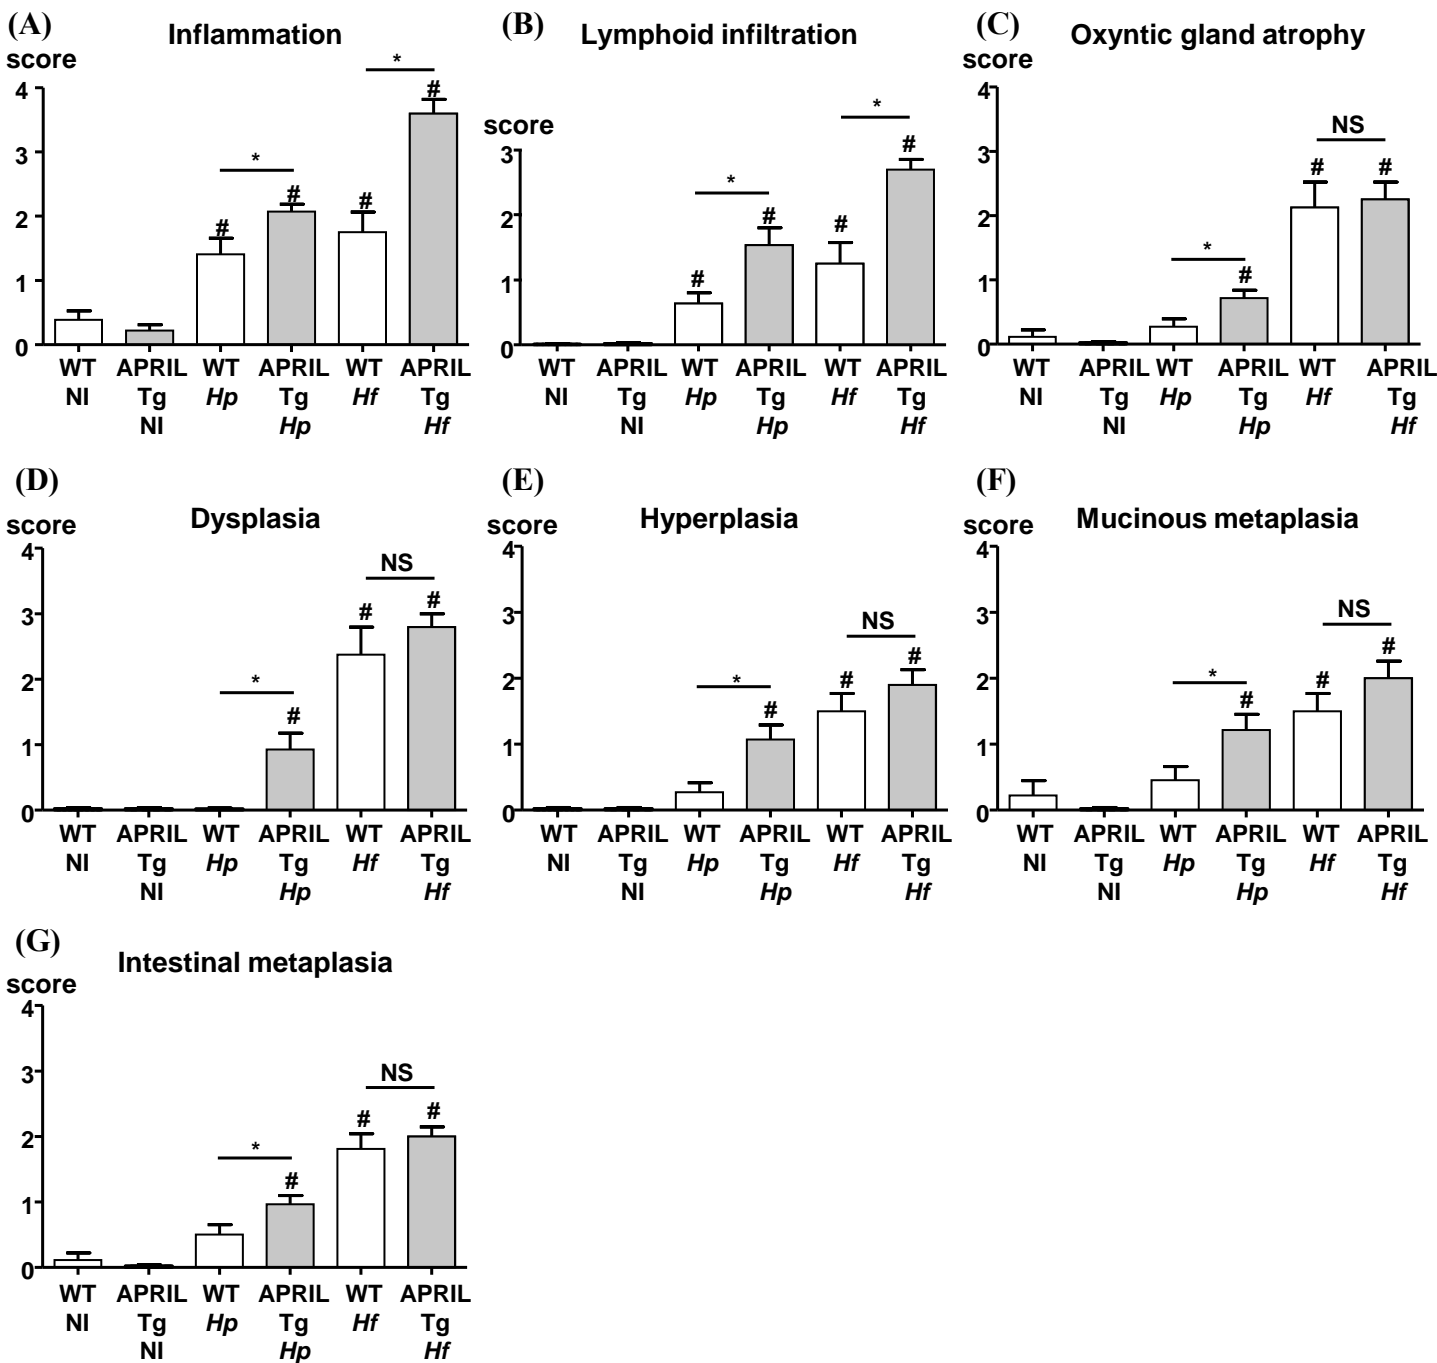 (A)
Inflammation
score
4
3
2
1
0
*
*
#
#
#
#
WT APRIL WT APRIL WT APRIL
NI Tg Hp Tg Hf Tg
NI Hp Hf
(B)
Lymphoid infiltration
score
3
2
1
0
*
*
#
#
#
#
WT APRIL WT APRIL WT APRIL
NI Tg Hp Tg Hf Tg
NI Hp Hf
(C)
Oxyntic gland atrophy
score
4
3
2
1
0
*
NS
#
#
#
WT APRIL WT APRIL WT APRIL
NI Tg Hp Tg Hf Tg
NI Hp Hf
(D)
Dysplasia
score
4
3
2
1
0
*
NS
#
#
#
WT APRIL WT APRIL WT APRIL
NI Tg Hp Tg Hf Tg
NI Hp Hf
(E)
Hyperplasia
score
4
3
2
1
0
*
NS
#
#
#
WT APRIL WT APRIL WT APRIL
NI Tg Hp Tg Hf Tg
NI Hp Hf
(F)
Mucinous metaplasia
score
4
3
2
1
0
*
NS
#
#
#
WT APRIL WT APRIL WT APRIL
NI Tg Hp Tg Hf Tg
NI Hp Hf
(G)
Intestinal metaplasia
score
4
3
2
1
0
*
NS
#
#
#
WT APRIL WT APRIL WT APRIL
NI Tg Hp Tg Hf Tg
NI Hp Hf